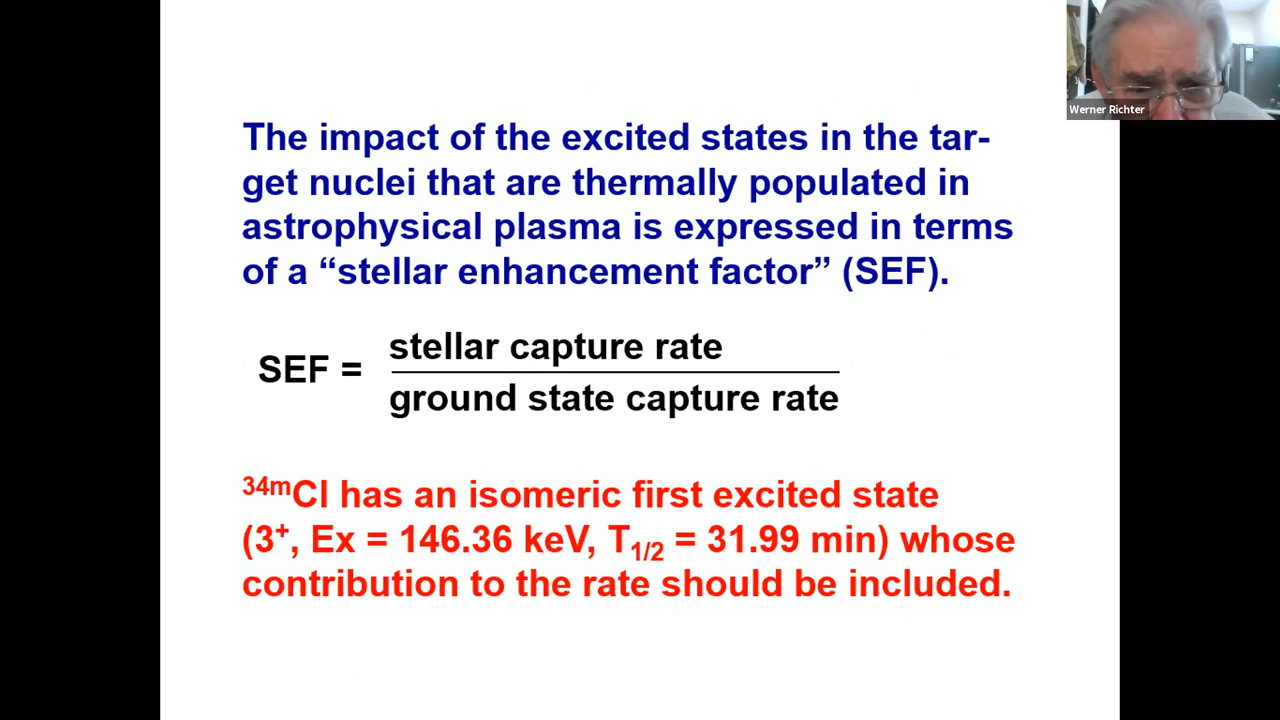 Werner Richter
The impact of the excited states in the tar-
get nuclei that are thermally populated in
astrophysical plasma is expressed in terms
of a “stellar enhancement factor” (SEF).
SEF = stellar capture rate
ground state capture rate
³⁴ᵐCl has an isomeric first excited state
(3⁺, Ex = 146.36 keV, T₁/₂ = 31.99 min) whose
contribution to the rate should be included.